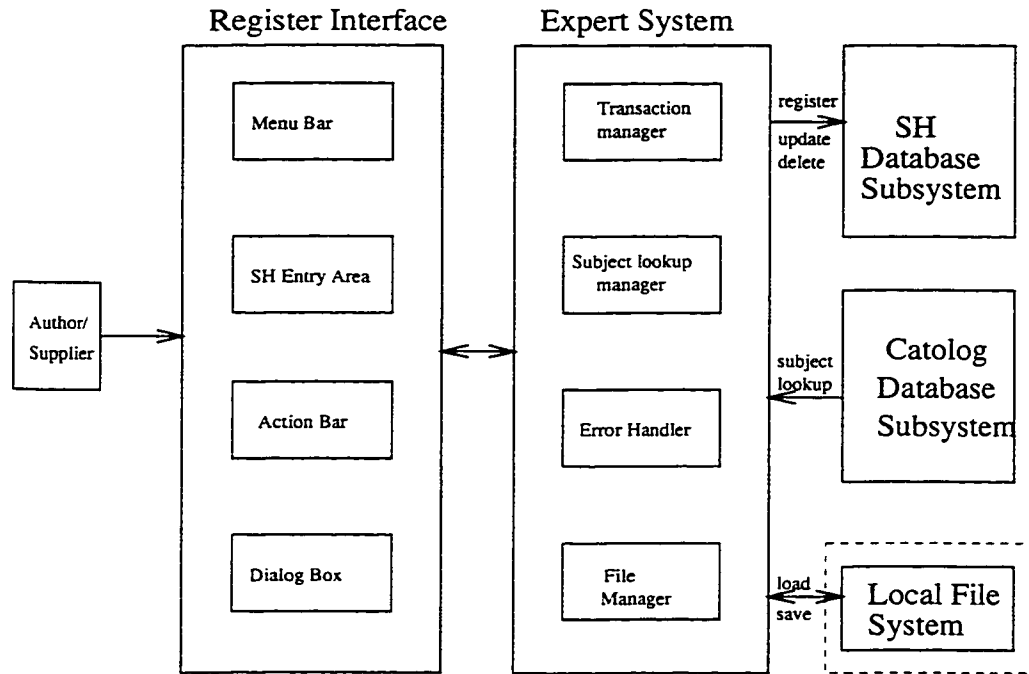 Register Interface
Expert System
Menu Bar
SH Entry Area
Action Bar
Dialog Box
Author/
Supplier
Transaction
manager
Subject lookup
manager
Error Handler
File
Manager
register
update
delete
SH
Database
Subsystem
subject
lookup
Catolog
Database
Subsystem
load
save
Local File
System